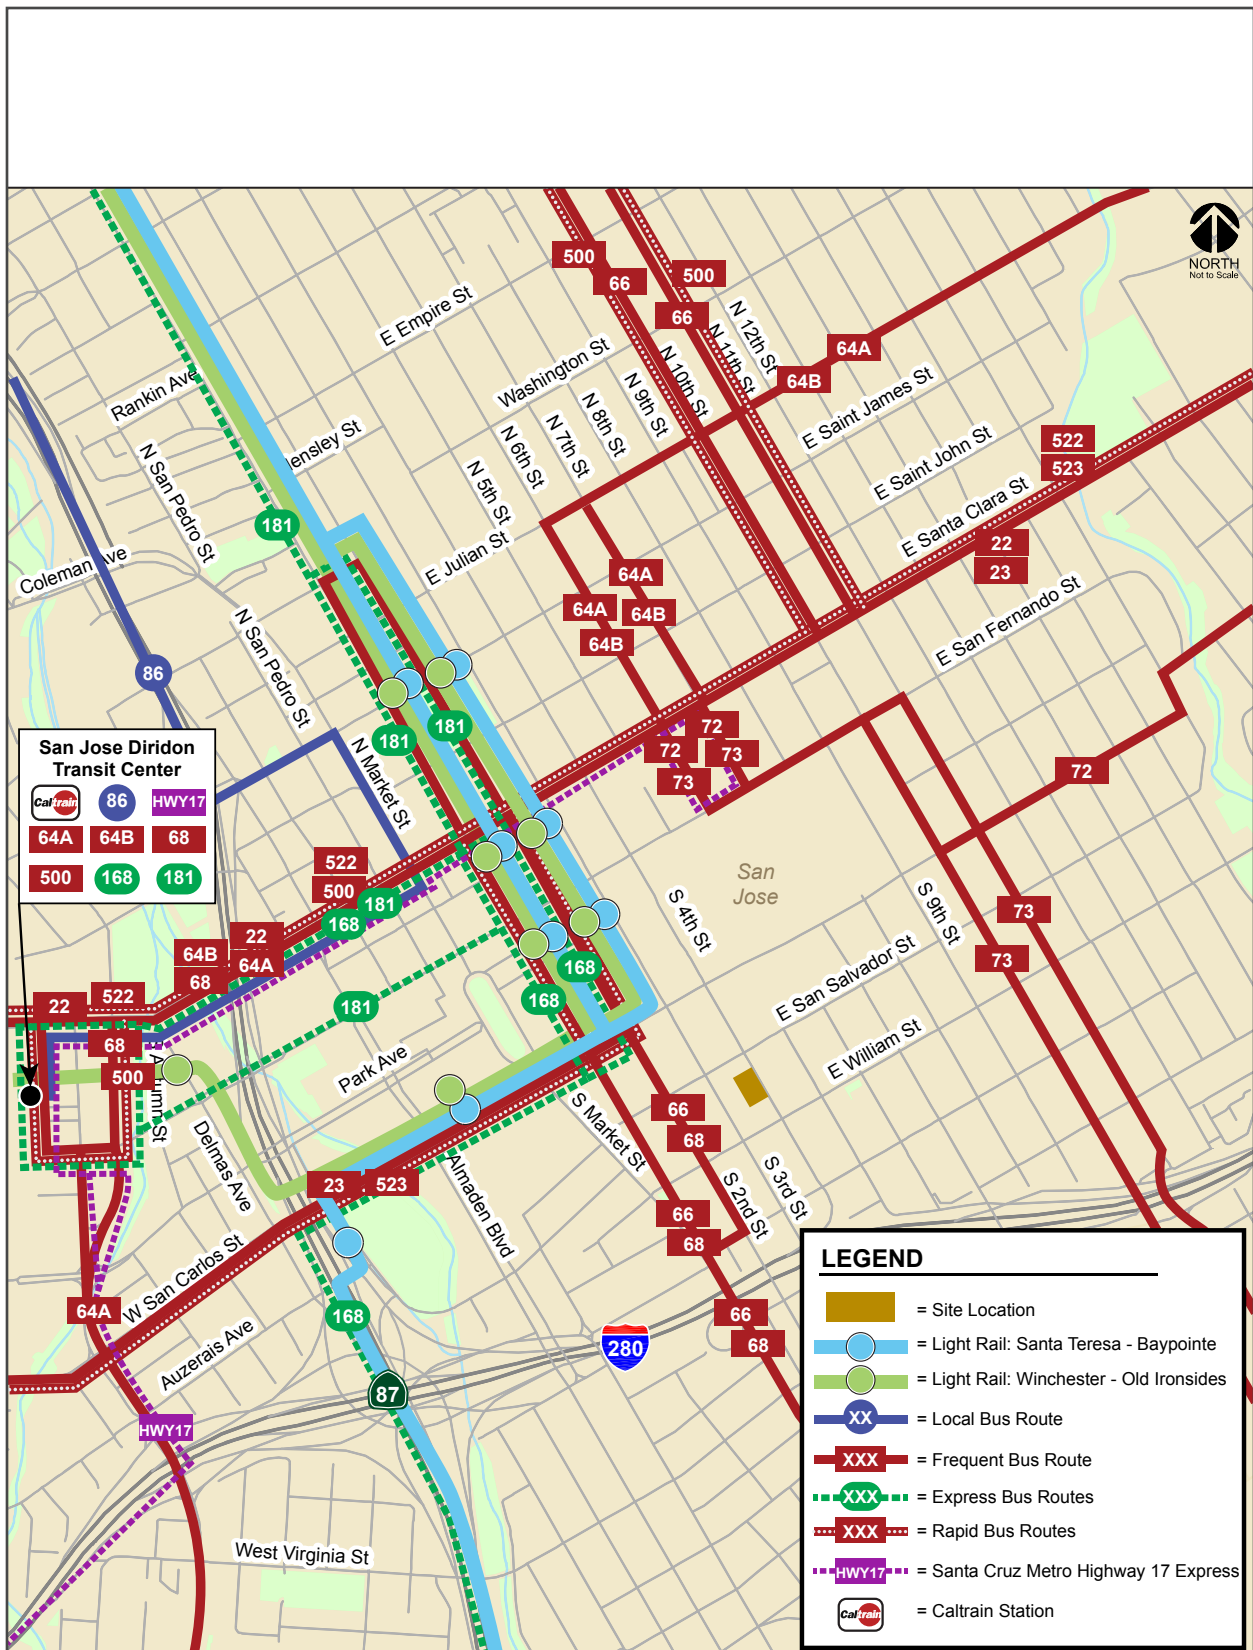 NORTH
Not to Scale
500
66
500
66
N 12th St
N 11th St
N 10th St
N 9th St
N 8th St
N 7th St
N 6th St
N 5th St
E Empire St
Washington St
64A
64B
E Saint James St
E Saint John St
522
523
E Santa Clara St
22
23
E San Fernando St
Rankin Ave
N San Pedro St
181
E Julian St
Coleman Ave
64A
64A
64B
64B
N San Pedro St
86
181
181
N Market St
72
72
73
73
72
San Jose Diridon
Transit Center
Caltrain
86
HWY17
64A
64B
68
500
168
181
522
500
181
168
22
64B
64A
68
522
22
68
500
181
168
168
San
Jose
S 4th St
S 9th St
73
73
E San Salvador St
E William St
Park Ave
Delmas Ave
S Market St
66
68
23
523
Almaden Blvd
S 2nd St
S 3rd St
66
68
W San Carlos St
64A
168
Auzerais Ave
66
68
280
87
HWY17
West Virginia St
LEGEND
= Site Location
= Light Rail: Santa Teresa - Baypointe
= Light Rail: Winchester - Old Ironsides
XX = Local Bus Route
XXX = Frequent Bus Route
XXX = Express Bus Routes
XXX = Rapid Bus Routes
HWY17 = Santa Cruz Metro Highway 17 Express
Caltrain = Caltrain Station